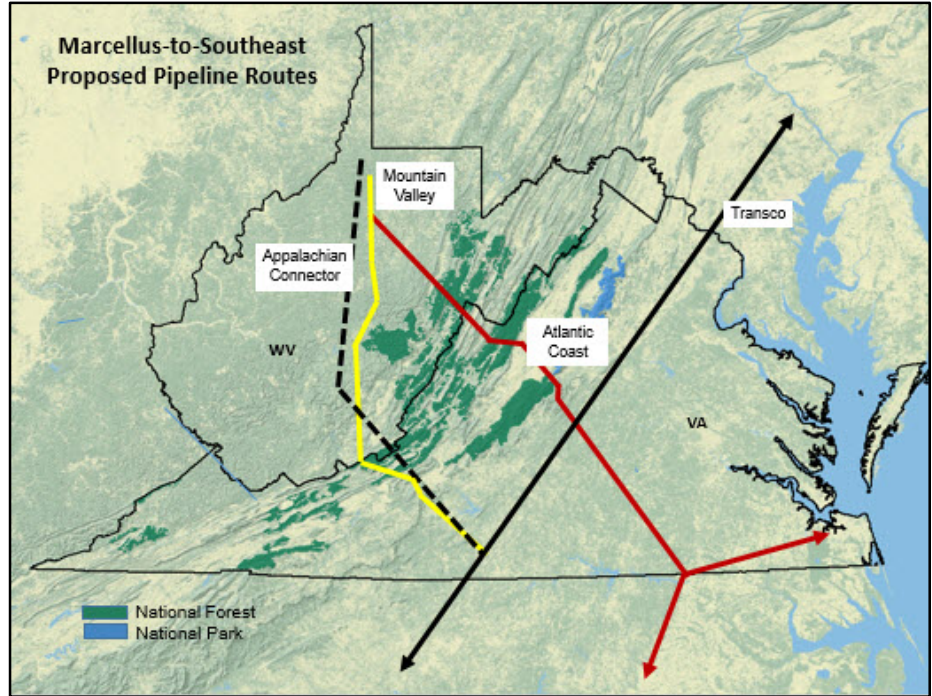 Marcellus-to-Southeast
Proposed Pipeline Routes
Mountain
Valley
Transco
Appalachian
Connector
Atlantic
Coast
WV
VA
National Forest
National Park